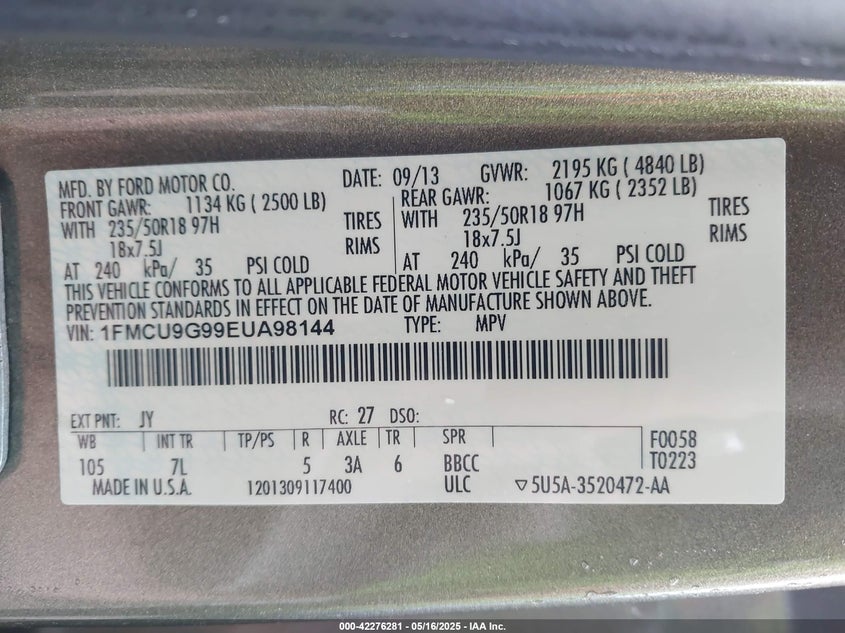 MFD. BY FORD MOTOR CO. DATE: 09/13 GVWR: 2195 KG ( 4840 LB)
FRONT GAWR: 1134 KG ( 2500 LB) REAR GAWR: 1067 KG ( 2352 LB)
WITH 235/50R18 97H TIRES WITH 235/50R18 97H TIRES
18x7.5J RIMS 18x7.5J RIMS
AT 240 kPa/ 35 PSI COLD AT 240 kPa/ 35 PSI COLD
THIS VEHICLE CONFORMS TO ALL APPLICABLE FEDERAL MOTOR VEHICLE SAFETY AND THEFT
PREVENTION STANDARDS IN EFFECT ON THE DATE OF MANUFACTURE SHOWN ABOVE.
VIN: 1FMCU9G99EUA98144 TYPE: MPV
EXT PNT: JY RC: 27 DSO:
WB INT TR TP/PS R AXLE TR SPR F0058
105 7L 5 3A 6 BBCC T0223
MADE IN U.S.A. 1201309117400 ULC ▽5U5A-3520472-AA
000-42276281 - 05/16/2025 - IAA Inc.